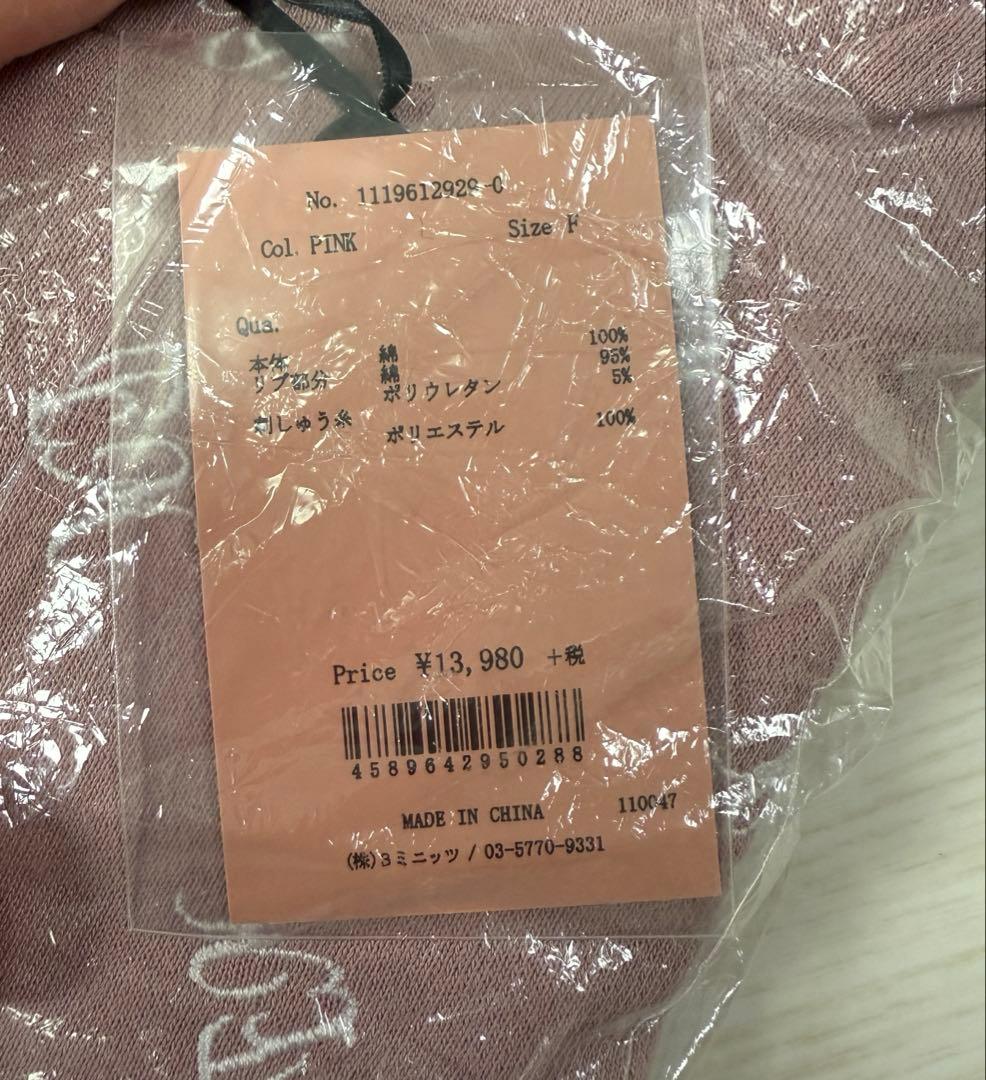 No. 1119612929-0
Col. PINK Size F
Qua.
本体 綿 100%
リブ部分 綿 95%
ポリウレタン 5%
刺しゅう糸 ポリエステル 100%
Price ¥13,980 +税
4589642950288
MADE IN CHINA 110047
(株)3ミニッツ / 03-5770-9331